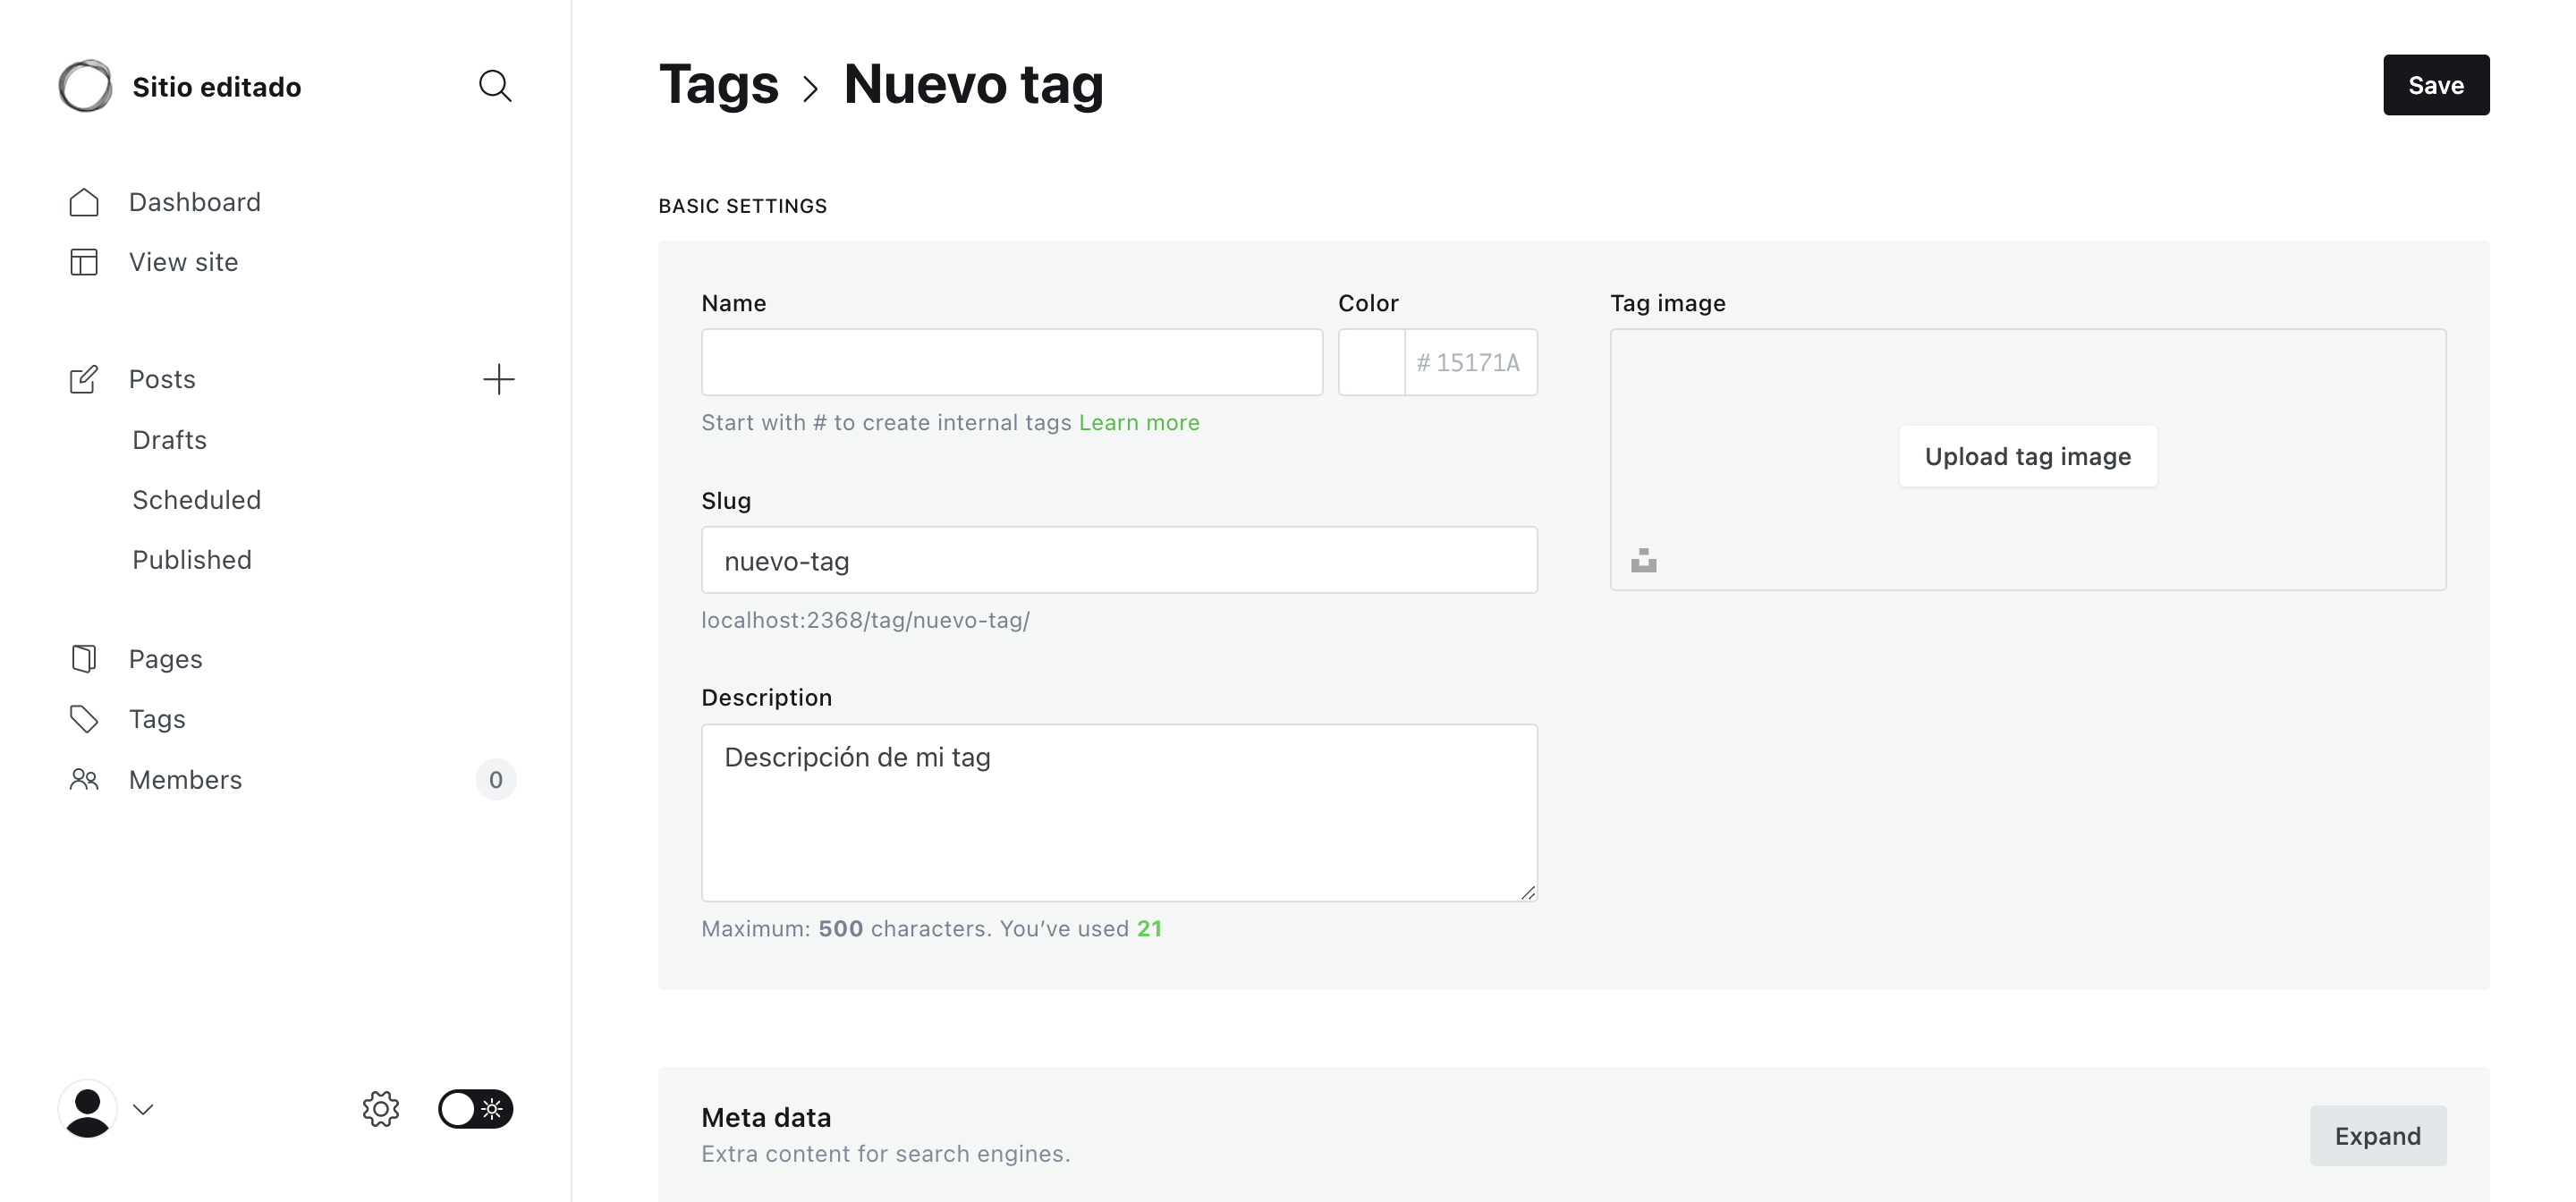 Sitio editado
Dashboard
View site
Posts
Drafts
Scheduled
Published
Pages
Tags
Members
0
Tags > Nuevo tag
Save
BASIC SETTINGS
Name
Color
# 15171A
Start with # to create internal tags Learn more
Slug
nuevo-tag
localhost:2368/tag/nuevo-tag/
Description
Descripción de mi tag
Maximum: 500 characters. You’ve used 21
Tag image
Upload tag image
Meta data
Extra content for search engines.
Expand